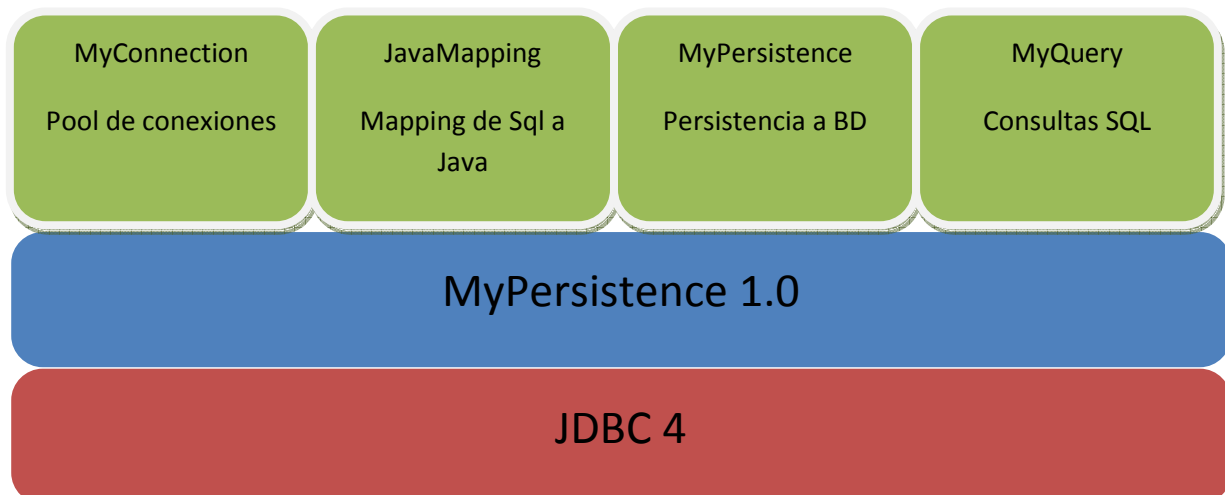 MyConnection
Pool de conexiones
JavaMapping
Mapping de Sql a
Java
MyPersistence
Persistencia a BD
MyQuery
Consultas SQL
MyPersistence 1.0
JDBC 4